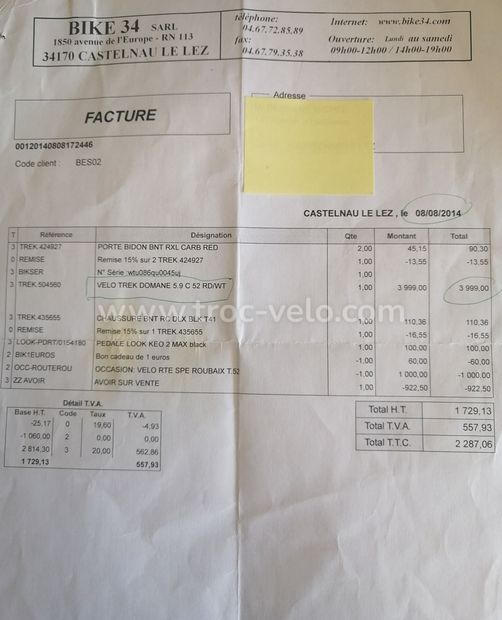 BIKE 34 SARL
1850 avenue de l'Europe - RN 113
34170 CASTELNAU LE LEZ
téléphone:
04.67.72.85.89
fax:
04.67.79.35.38
Internet: www.bike34.com
Ouverture: Lundi au samedi
09h00-12h00 / 14h00-19h00
FACTURE
Adresse
00120140808172446
Code client : BES02
CASTELNAU LE LEZ , le 08/08/2014
T Référence Désignation Qte Montant Total
3 TREK.424927 PORTE BIDON BNT RXL CARB RED 2,00 45,15 90,30
0 REMISE Remise 15% sur 2 TREK 424927 1,00 -13,55 -13,55
3 BIKSER N° Série :wtu086qu0045uj 1,00
3 TREK.504560 VELO TREK DOMANE 5.9 C 52 RD/WT 1,00 3 999,00 3 999,00
www.troc-velo.com
3 TREK.435655 CHAUSSURE BNT RC DLX BLK T41 1,00 110,36 110,36
0 REMISE Remise 15% sur 1 TREK.435655 1,00 -16,55 -16,55
3 LOOK-PORT/0154180 PEDALE LOOK KEO 2 MAX black 1,00 100,00 100,00
2 BIK1EUROS Bon cadeau de 1 euros -1,00 60,00 -60,00
2 OCC-ROUTEROU OCCASION: VELO RTE SPE ROUBAIX T.52 -1,00 1 000,00 -1 000,00
3 ZZ AVOIR AVOIR SUR VENTE 1,00 -922,50 -922,50
Détail T.V.A.
Base H.T. Code Taux T.V.A.
-25,17 0 19,60 -4,93
-1 060,00 2 0,00 0,00
2 814,30 3 20,00 562,86
1 729,13 557,93
Total H.T. 1 729,13
Total T.V.A. 557,93
Total T.T.C. 2 287,06